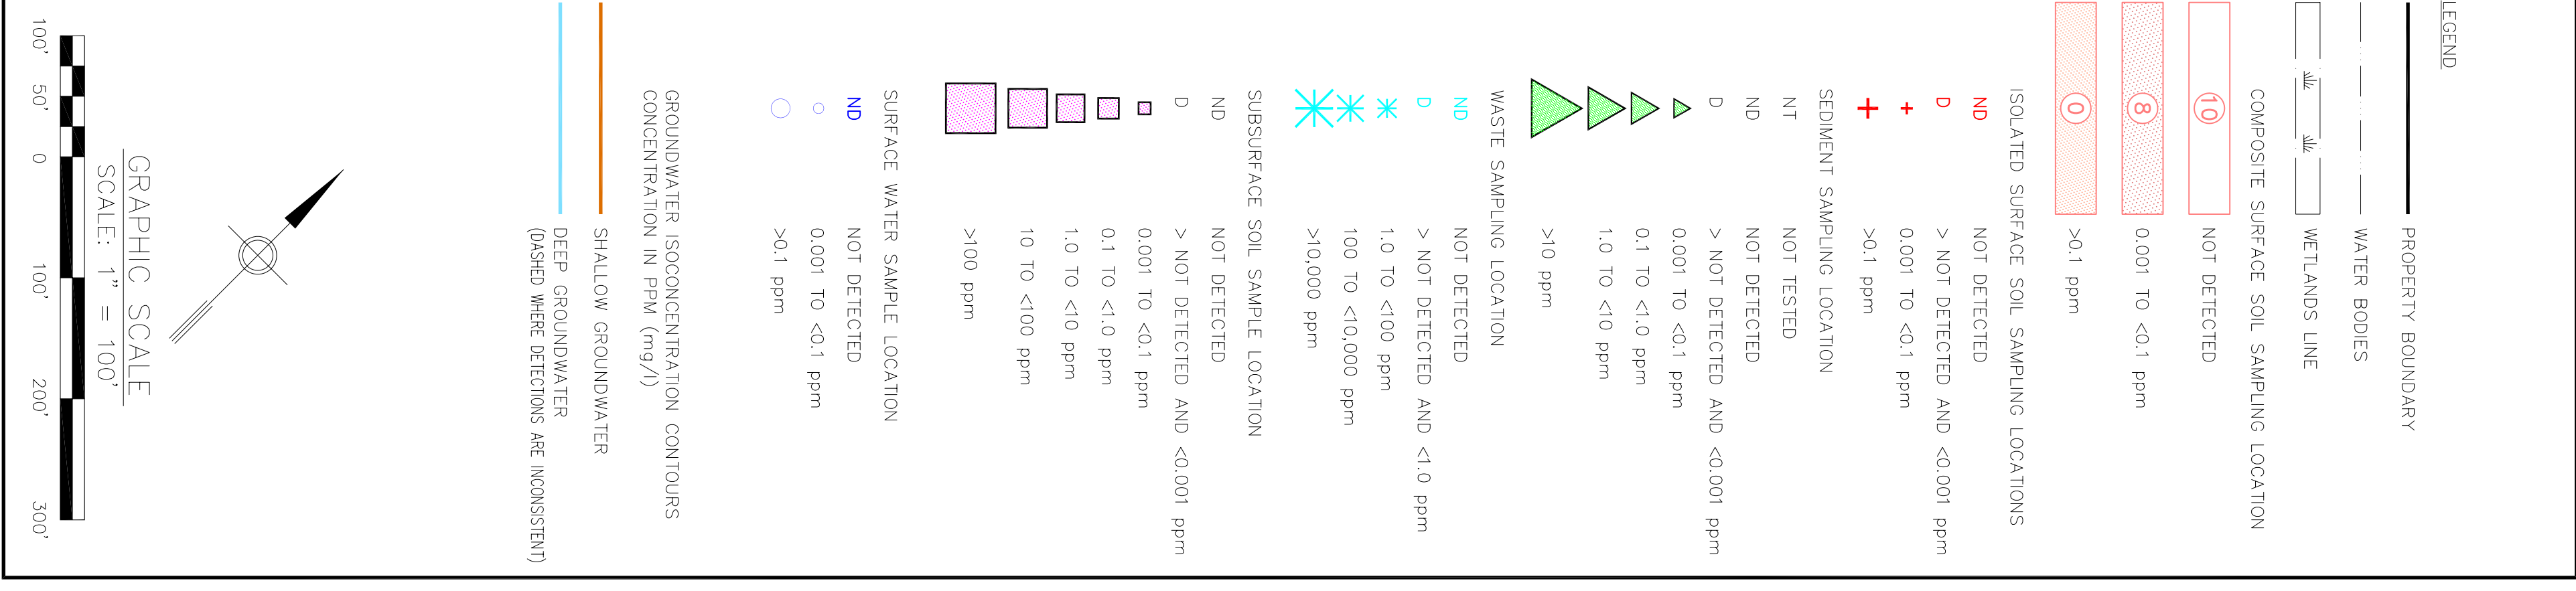 LEGEND
PROPERTY BOUNDARY
WATER BODIES
WETLANDS LINE
COMPOSITE SURFACE SOIL SAMPLING LOCATION
10 NOT DETECTED
8 0.001 TO <0.1 ppm
0 >0.1 ppm
ISOLATED SURFACE SOIL SAMPLING LOCATIONS
ND NOT DETECTED
D > NOT DETECTED AND <0.001 ppm
0.001 TO <0.1 ppm
>0.1 ppm
SEDIMENT SAMPLING LOCATION
NT NOT TESTED
ND NOT DETECTED
D > NOT DETECTED AND <0.001 ppm
0.001 TO <0.1 ppm
0.1 TO <1.0 ppm
1.0 TO <10 ppm
>10 ppm
WASTE SAMPLING LOCATION
ND NOT DETECTED
D > NOT DETECTED AND <1.0 ppm
1.0 TO <100 ppm
100 TO <10,000 ppm
>10,000 ppm
SUBSURFACE SOIL SAMPLE LOCATION
ND NOT DETECTED
D > NOT DETECTED AND <0.001 ppm
0.001 TO <0.1 ppm
0.1 TO <1.0 ppm
1.0 TO <10 ppm
10 TO <100 ppm
>100 ppm
SURFACE WATER SAMPLE LOCATION
ND NOT DETECTED
0.001 TO <0.1 ppm
>0.1 ppm
GROUNDWATER ISOCONCENTRATION CONTOURS
CONCENTRATION IN PPM (mg/l)
SHALLOW GROUNDWATER
DEEP GROUNDWATER
(DASHED WHERE DETECTIONS ARE INCONSISTENT)
GRAPHIC SCALE
SCALE: 1" = 100'
100' 50' 0 100' 200' 300'